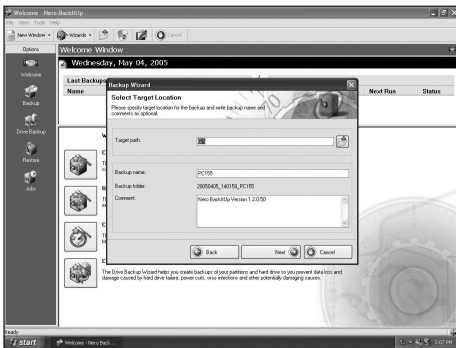 Welcome - Nero BackItUp
File View Tools Help
New Window Wizards Cancel
Options
Welcome Window
Wednesday, May 04, 2005
Last Backups
Name
Next Run
Status
Welcome
Backup
Drive Backup
Restore
Jobs
Backup Wizard
Select Target Location
Please specify target location for the backup and write backup name and
comments as optional.
Target path:
Backup name:
PC155
Backup folder:
20050405_140159_PC155
Comment:
Nero BackItUp Version 1.2.0.50
Back
Next
Cancel
The Drive Backup Wizard helps you create backups of your partitions and hard drive so you prevent data loss and
damage caused by hard drive failure, power cuts, virus infections and other potentially damaging causes.
Ready
start
Welcome - Nero Back...
2:07 PM